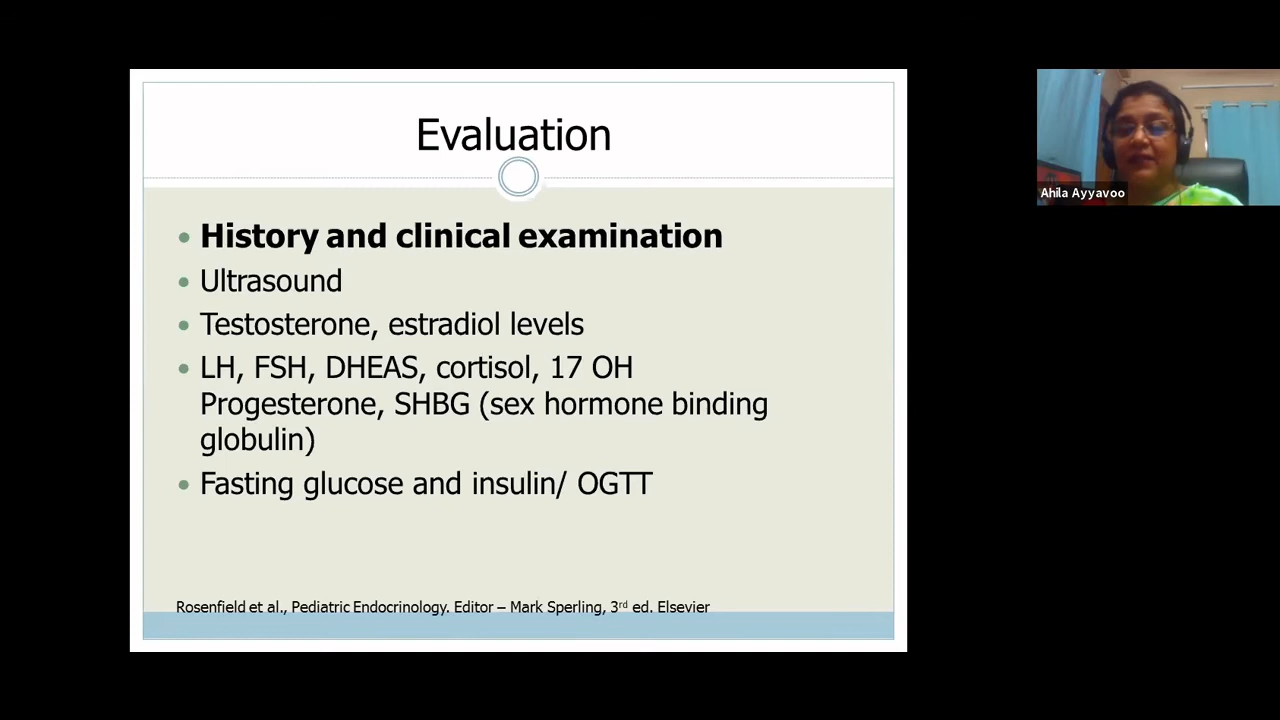 Evaluation
• History and clinical examination
• Ultrasound
• Testosterone, estradiol levels
• LH, FSH, DHEAS, cortisol, 17 OH
Progesterone, SHBG (sex hormone binding
globulin)
• Fasting glucose and insulin/ OGTT
Rosenfield et al., Pediatric Endocrinology. Editor – Mark Sperling, 3rd ed. Elsevier
Ahila Ayyavoo